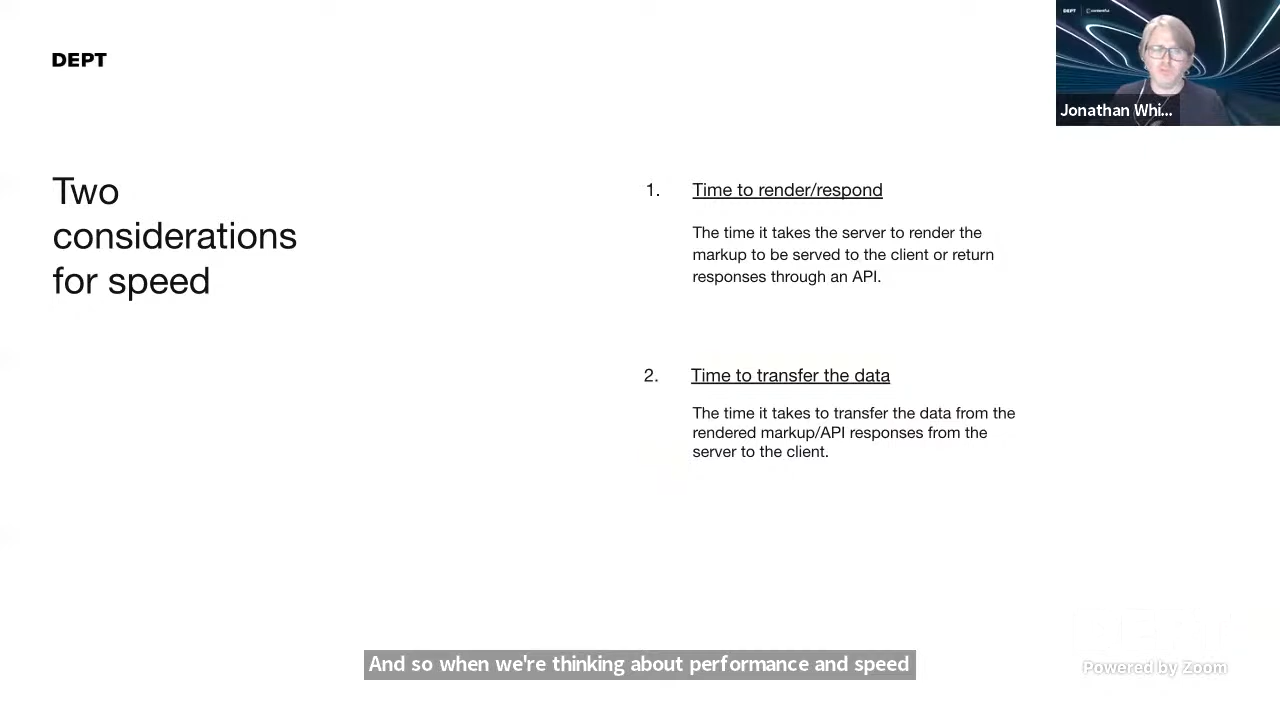 DEPT
DEPT
contentful
Jonathan Whi...
Two
considerations
for speed
1. Time to render/respond
The time it takes the server to render the
markup to be served to the client or return
responses through an API.
2. Time to transfer the data
The time it takes to transfer the data from the
rendered markup/API responses from the
server to the client.
And so when we're thinking about performance and speed
Powered by Zoom